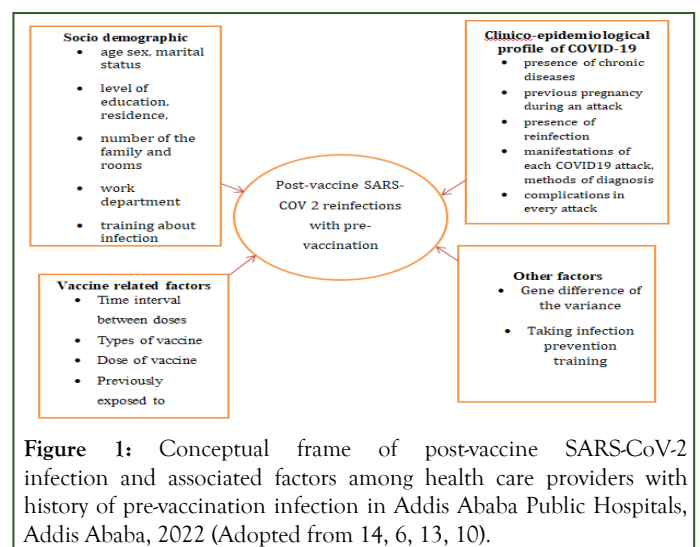 Socio demographic
• age sex, marital
status
• level of
education,
residence,
• number of the
family and
rooms
• work
department
• training about
infection
Clinico-epidemiological
profile of COVID-19
• presence of chronic
diseases
• previous pregnancy
during an attack
• presence of
reinfection
• manifestations of
each COVID19 attack,
methods of diagnosis
• complications in
every attack
Post-vaccine SARS-
COV 2 reinfections
with pre-
vaccination
Vaccine related factors
• Time interval
between doses
• Types of vaccine
• Dose of vaccine
• Previously
exposed to
Other factors
• Gene difference of
the variance
• Taking infection
prevention
training
Figure 1: Conceptual frame of post-vaccine SARS-CoV-2
infection and associated factors among health care providers with
history of pre-vaccination infection in Addis Ababa Public Hospitals,
Addis Ababa, 2022 (Adopted from 14, 6, 13, 10).